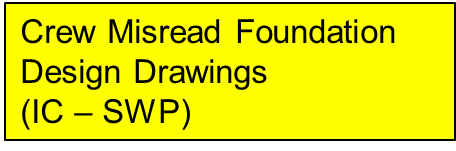 Crew Misread Foundation
Design Drawings
(IC – SWP)